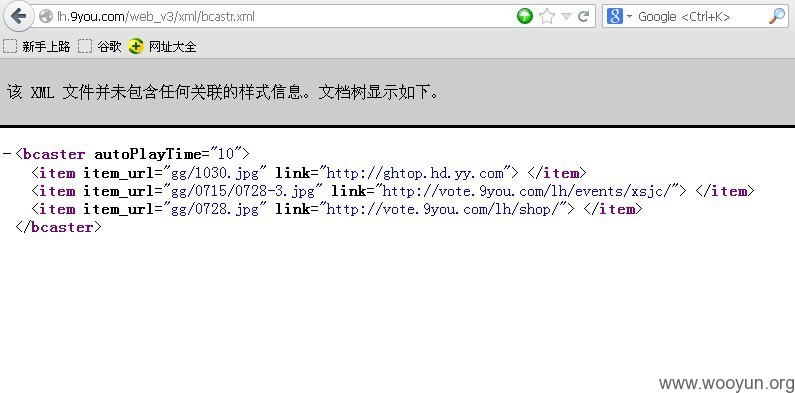 lh.9you.com/web_v3/xml/bcastr.xml
Google <Ctrl+K>
新手上路 谷歌 网址大全
该 XML 文件并未包含任何关联的样式信息。文档树显示如下。
−<bcaster autoPlayTime="10">
<item item_url="gg/1030.jpg" link="http://ghtop.hd.yy.com"> </item>
<item item_url="gg/0715/0728-3.jpg" link="http://vote.9you.com/lh/events/xsjc/"> </item>
<item item_url="gg/0728.jpg" link="http://vote.9you.com/lh/shop/"> </item>
</bcaster>
www.wooyun.org